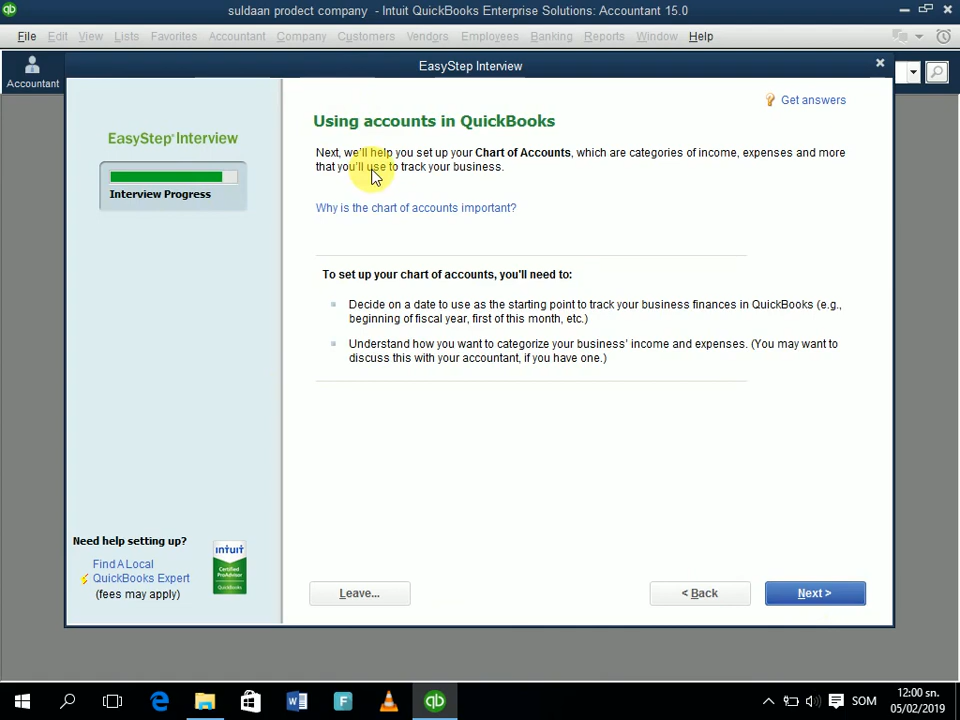 suldaan prodect company - Intuit QuickBooks Enterprise Solutions: Accountant 15.0
File Edit View Lists Favorites Accountant Company Customers Vendors Employees Banking Reports Window Help
Accountant
EasyStep Interview
Get answers
EasyStep Interview
Interview Progress
Using accounts in QuickBooks
Next, we'll help you set up your Chart of Accounts, which are categories of income, expenses and more
that you'll use to track your business.
Why is the chart of accounts important?
To set up your chart of accounts, you'll need to:
Decide on a date to use as the starting point to track your business finances in QuickBooks (e.g.,
beginning of fiscal year, first of this month, etc.)
Understand how you want to categorize your business' income and expenses. (You may want to
discuss this with your accountant, if you have one.)
Need help setting up?
Find A Local
QuickBooks Expert
(fees may apply)
intuit
Certified
ProAdvisor
QuickBooks
Leave...
< Back
Next >
SOM
12:00 sn.
05/02/2019